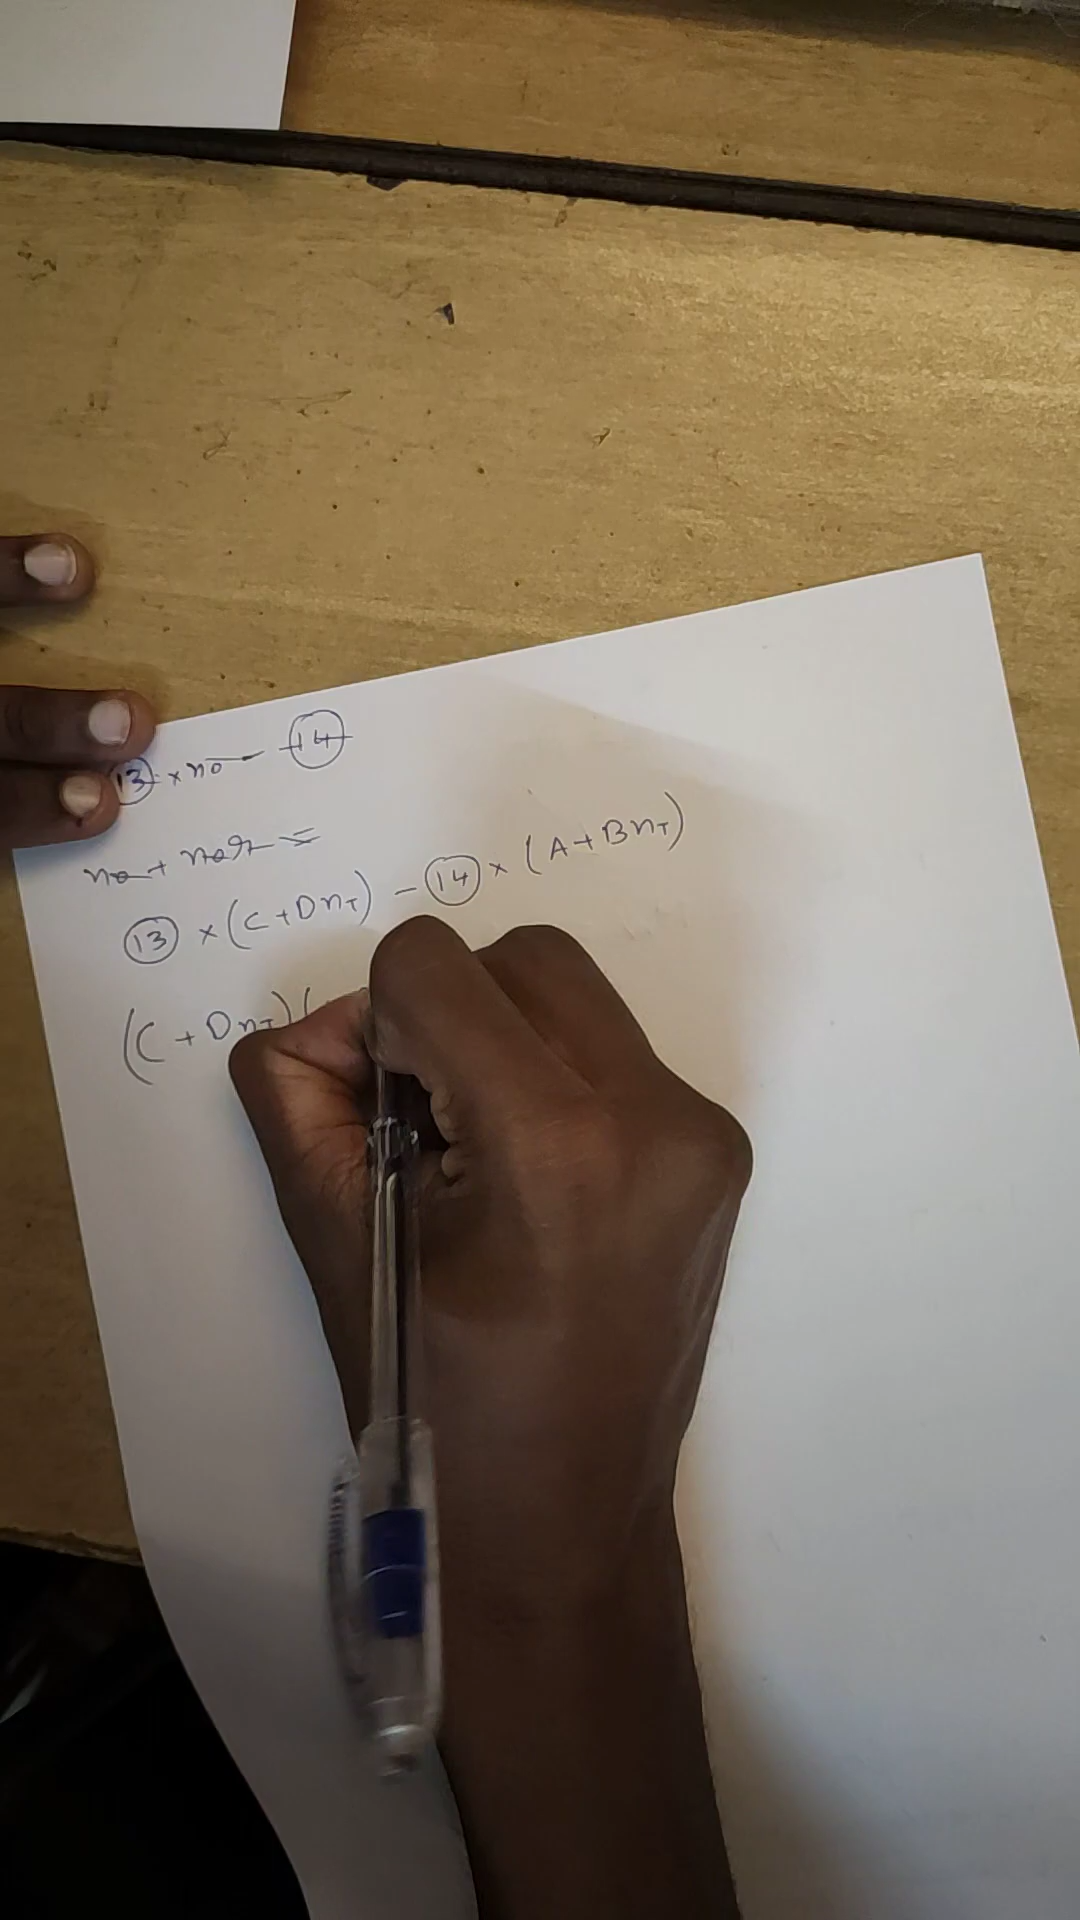 ⑬ × n0 - ⑭
n0 + n0r =
⑬ × (C + DnT) - ⑭ × (A + BnT)
(C + DnT)(